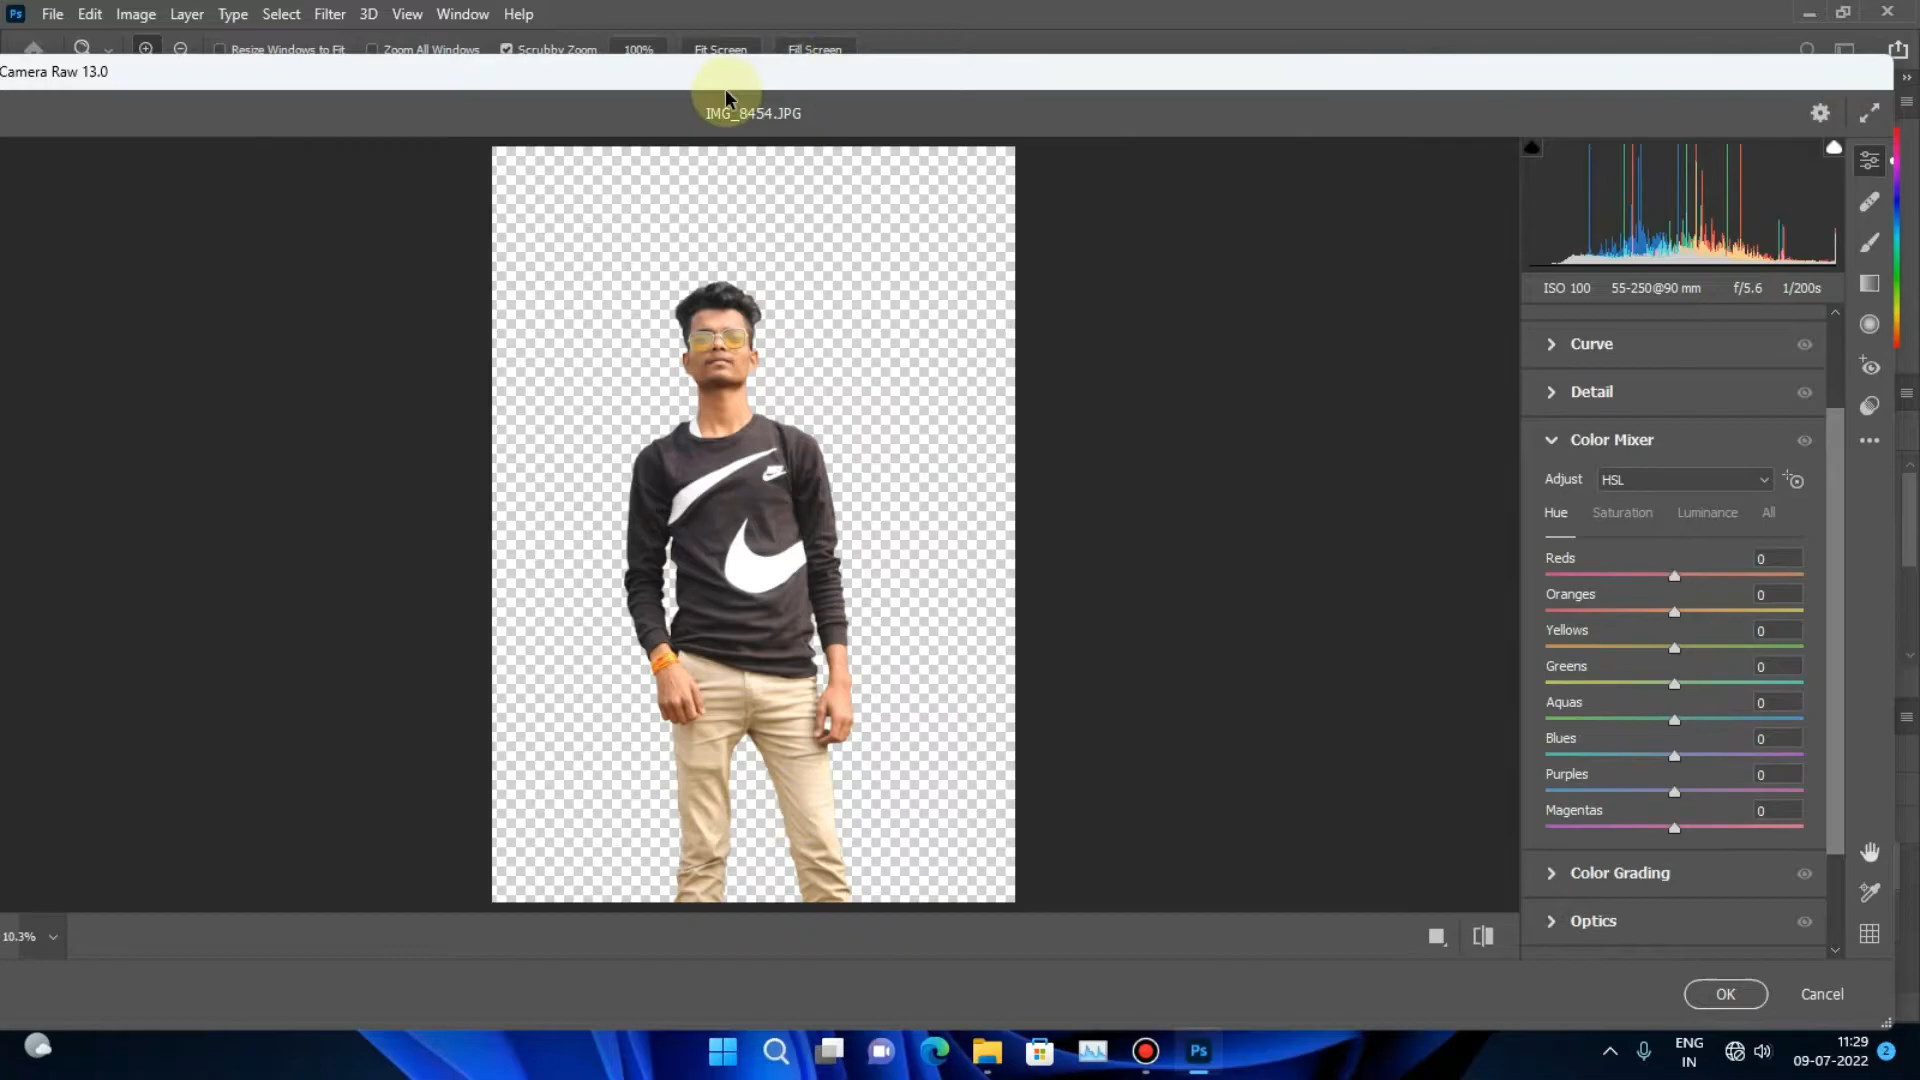 Ps File Edit Image Layer Type Select Filter 3D View Window Help
Resize Windows to Fit Zoom All Windows Scrubby Zoom 100% Fit Screen Fill Screen
Camera Raw 13.0
IMG_8454.JPG
ISO 100 55-250@90 mm f/5.6 1/200s
Curve
Detail
Color Mixer
Adjust HSL
Hue Saturation Luminance All
Reds 0
Oranges 0
Yellows 0
Greens 0
Aquas 0
Blues 0
Purples 0
Magentas 0
Color Grading
Optics
10.3%
OK Cancel
Ps
ENG
IN
11:29
09-07-2022
2